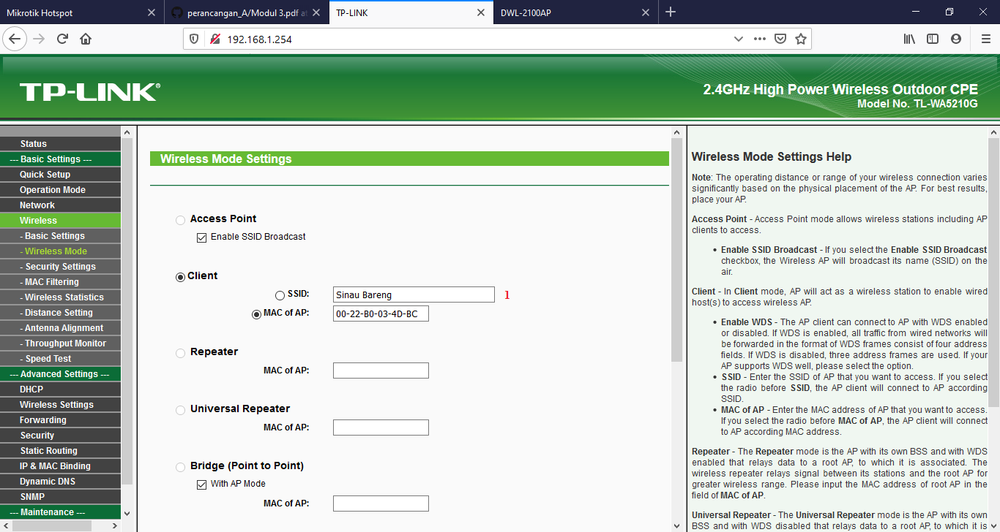 Mikrotik Hotspot
perancangan_A/Modul 3.pdf at
TP-LINK
DWL-2100AP
192.168.1.254
TP-LINK®
2.4GHz High Power Wireless Outdoor CPE
Model No. TL-WA5210G
Status
--- Basic Settings ---
Quick Setup
Operation Mode
Network
Wireless
- Basic Settings
- Wireless Mode
- Security Settings
- MAC Filtering
- Wireless Statistics
- Distance Setting
- Antenna Alignment
- Throughput Monitor
- Speed Test
--- Advanced Settings ---
DHCP
Wireless Settings
Forwarding
Security
Static Routing
IP & MAC Binding
Dynamic DNS
SNMP
--- Maintenance ---
Wireless Mode Settings
Access Point
Enable SSID Broadcast
Client
SSID: Sinau Bareng 1
MAC of AP: 00-22-B0-03-4D-BC
Repeater
MAC of AP:
Universal Repeater
MAC of AP:
Bridge (Point to Point)
With AP Mode
MAC of AP:
Wireless Mode Settings Help
Note: The operating distance or range of your wireless connection varies
significantly based on the physical placement of the AP. For best results,
place your AP.
Access Point - Access Point mode allows wireless stations including AP
clients to access.
• Enable SSID Broadcast - If you select the Enable SSID Broadcast
checkbox, the Wireless AP will broadcast its name (SSID) on the
air.
Client - In Client mode, AP will act as a wireless station to enable wired
host(s) to access wireless AP.
• Enable WDS - The AP client can connect to AP with WDS enabled
or disabled. If WDS is enabled, all traffic from wired networks will
be forwarded in the format of WDS frames consist of four address
fields. If WDS is disabled, three address frames are used. If your
AP supports WDS well, please select the option.
• SSID - Enter the SSID of AP that you want to access. If you select
the radio before SSID, the AP client will connect to AP according
SSID.
• MAC of AP - Enter the MAC address of AP that you want to access.
If you select the radio before MAC of AP, the AP client will connect
to AP according MAC address.
Repeater - The Repeater mode is the AP with its own BSS and with WDS
enabled that relays data to a root AP, to which it is associated. The
wireless repeater relays signal between its stations and the root AP for
greater wireless range. Please input the MAC address of root AP in the
field of MAC of AP.
Universal Repeater - The Universal Repeater mode is the AP with its own
BSS and with WDS disabled that relays data to a root AP, to which it is